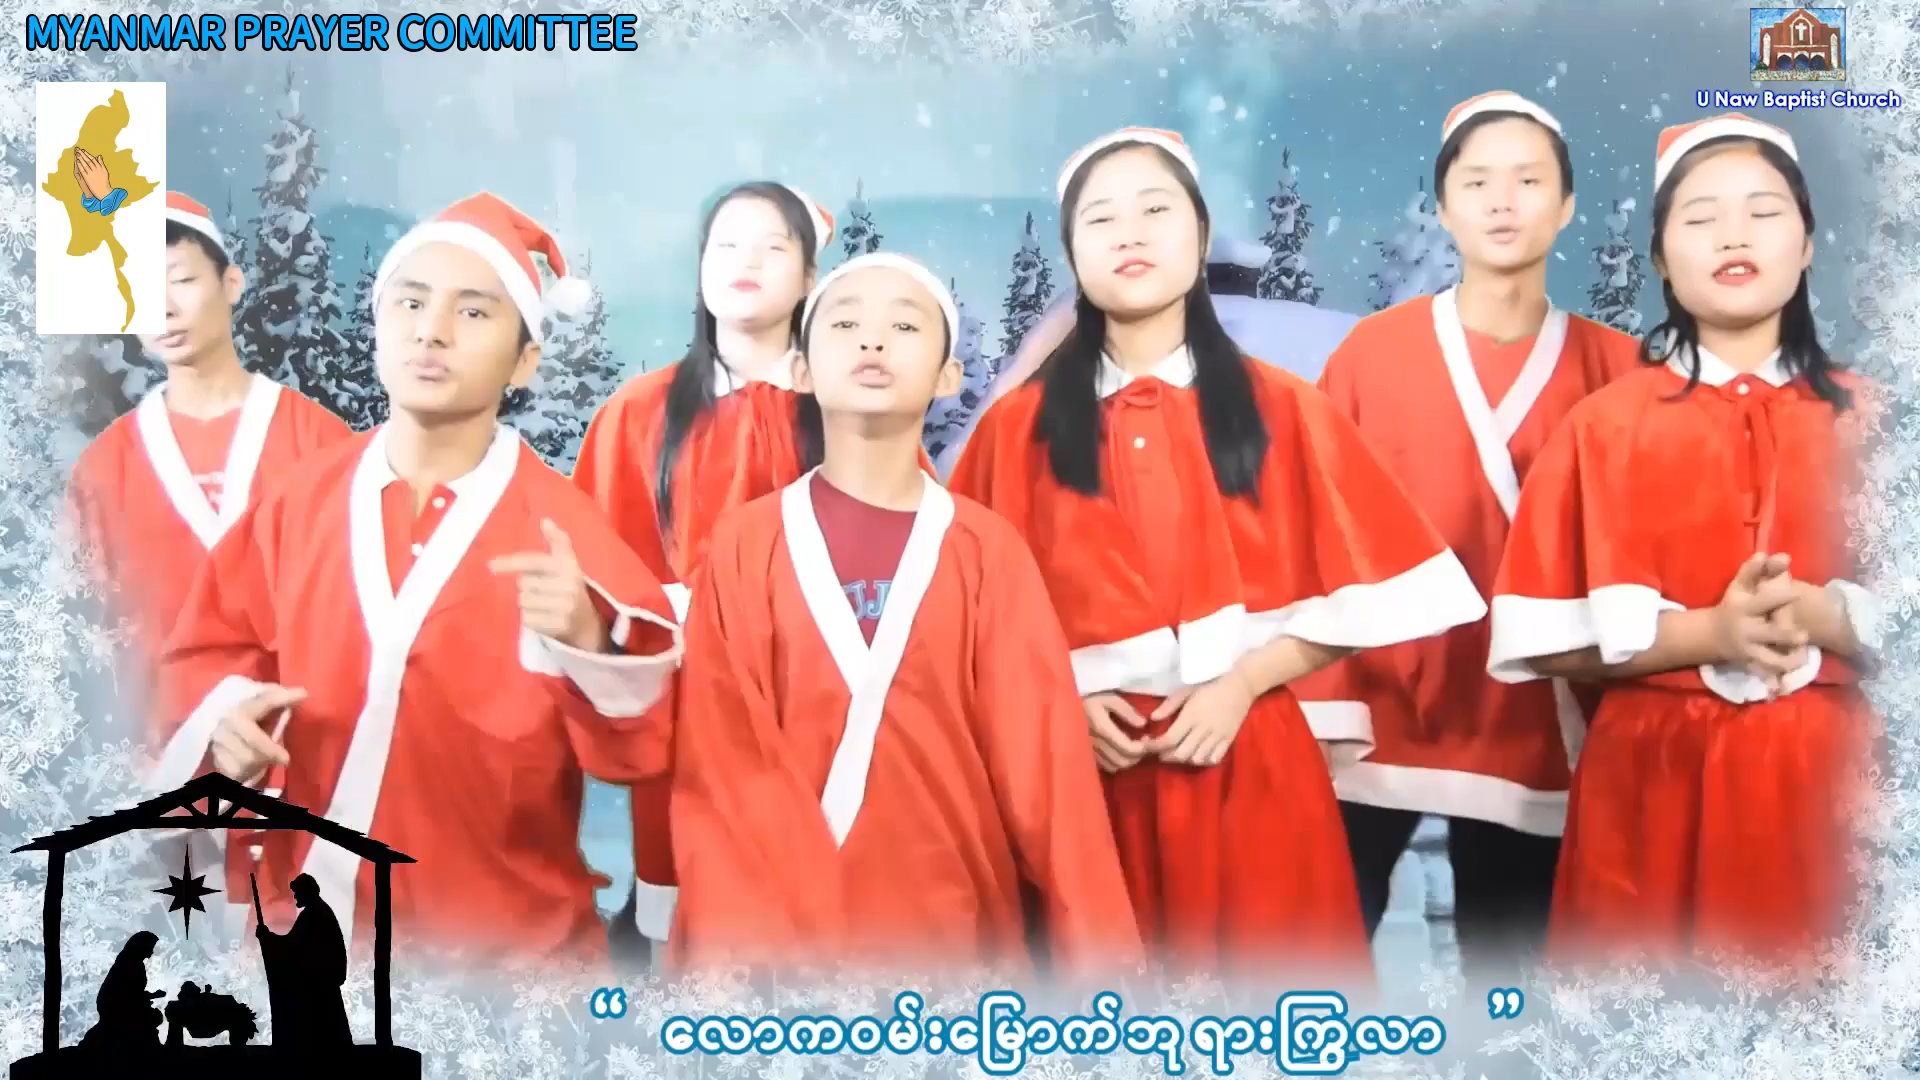 MYANMAR PRAYER COMMITTEE
U Naw Baptist Church
“ လောကဝမ်းမြောက်ဘုရားကြွလာ ”